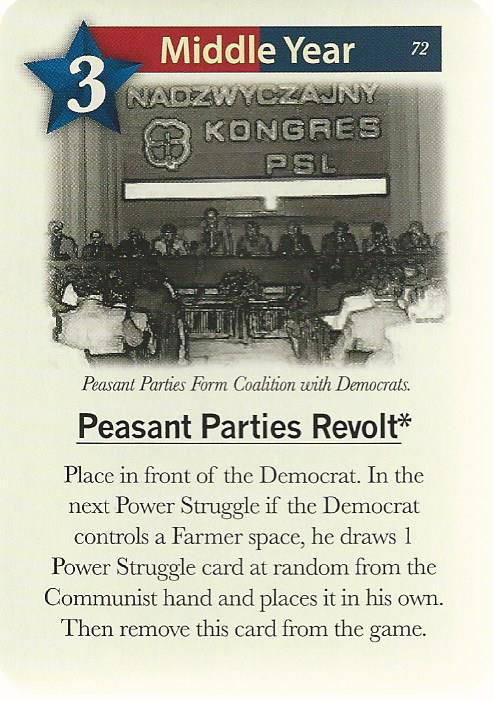 3
Middle Year
72
NADZWYCZAJNY
KONGRES
PSL
Peasant Parties Form Coalition with Democrats.
Peasant Parties Revolt*
Place in front of the Democrat. In the
next Power Struggle if the Democrat
controls a Farmer space, he draws 1
Power Struggle card at random from the
Communist hand and places it in his own.
Then remove this card from the game.